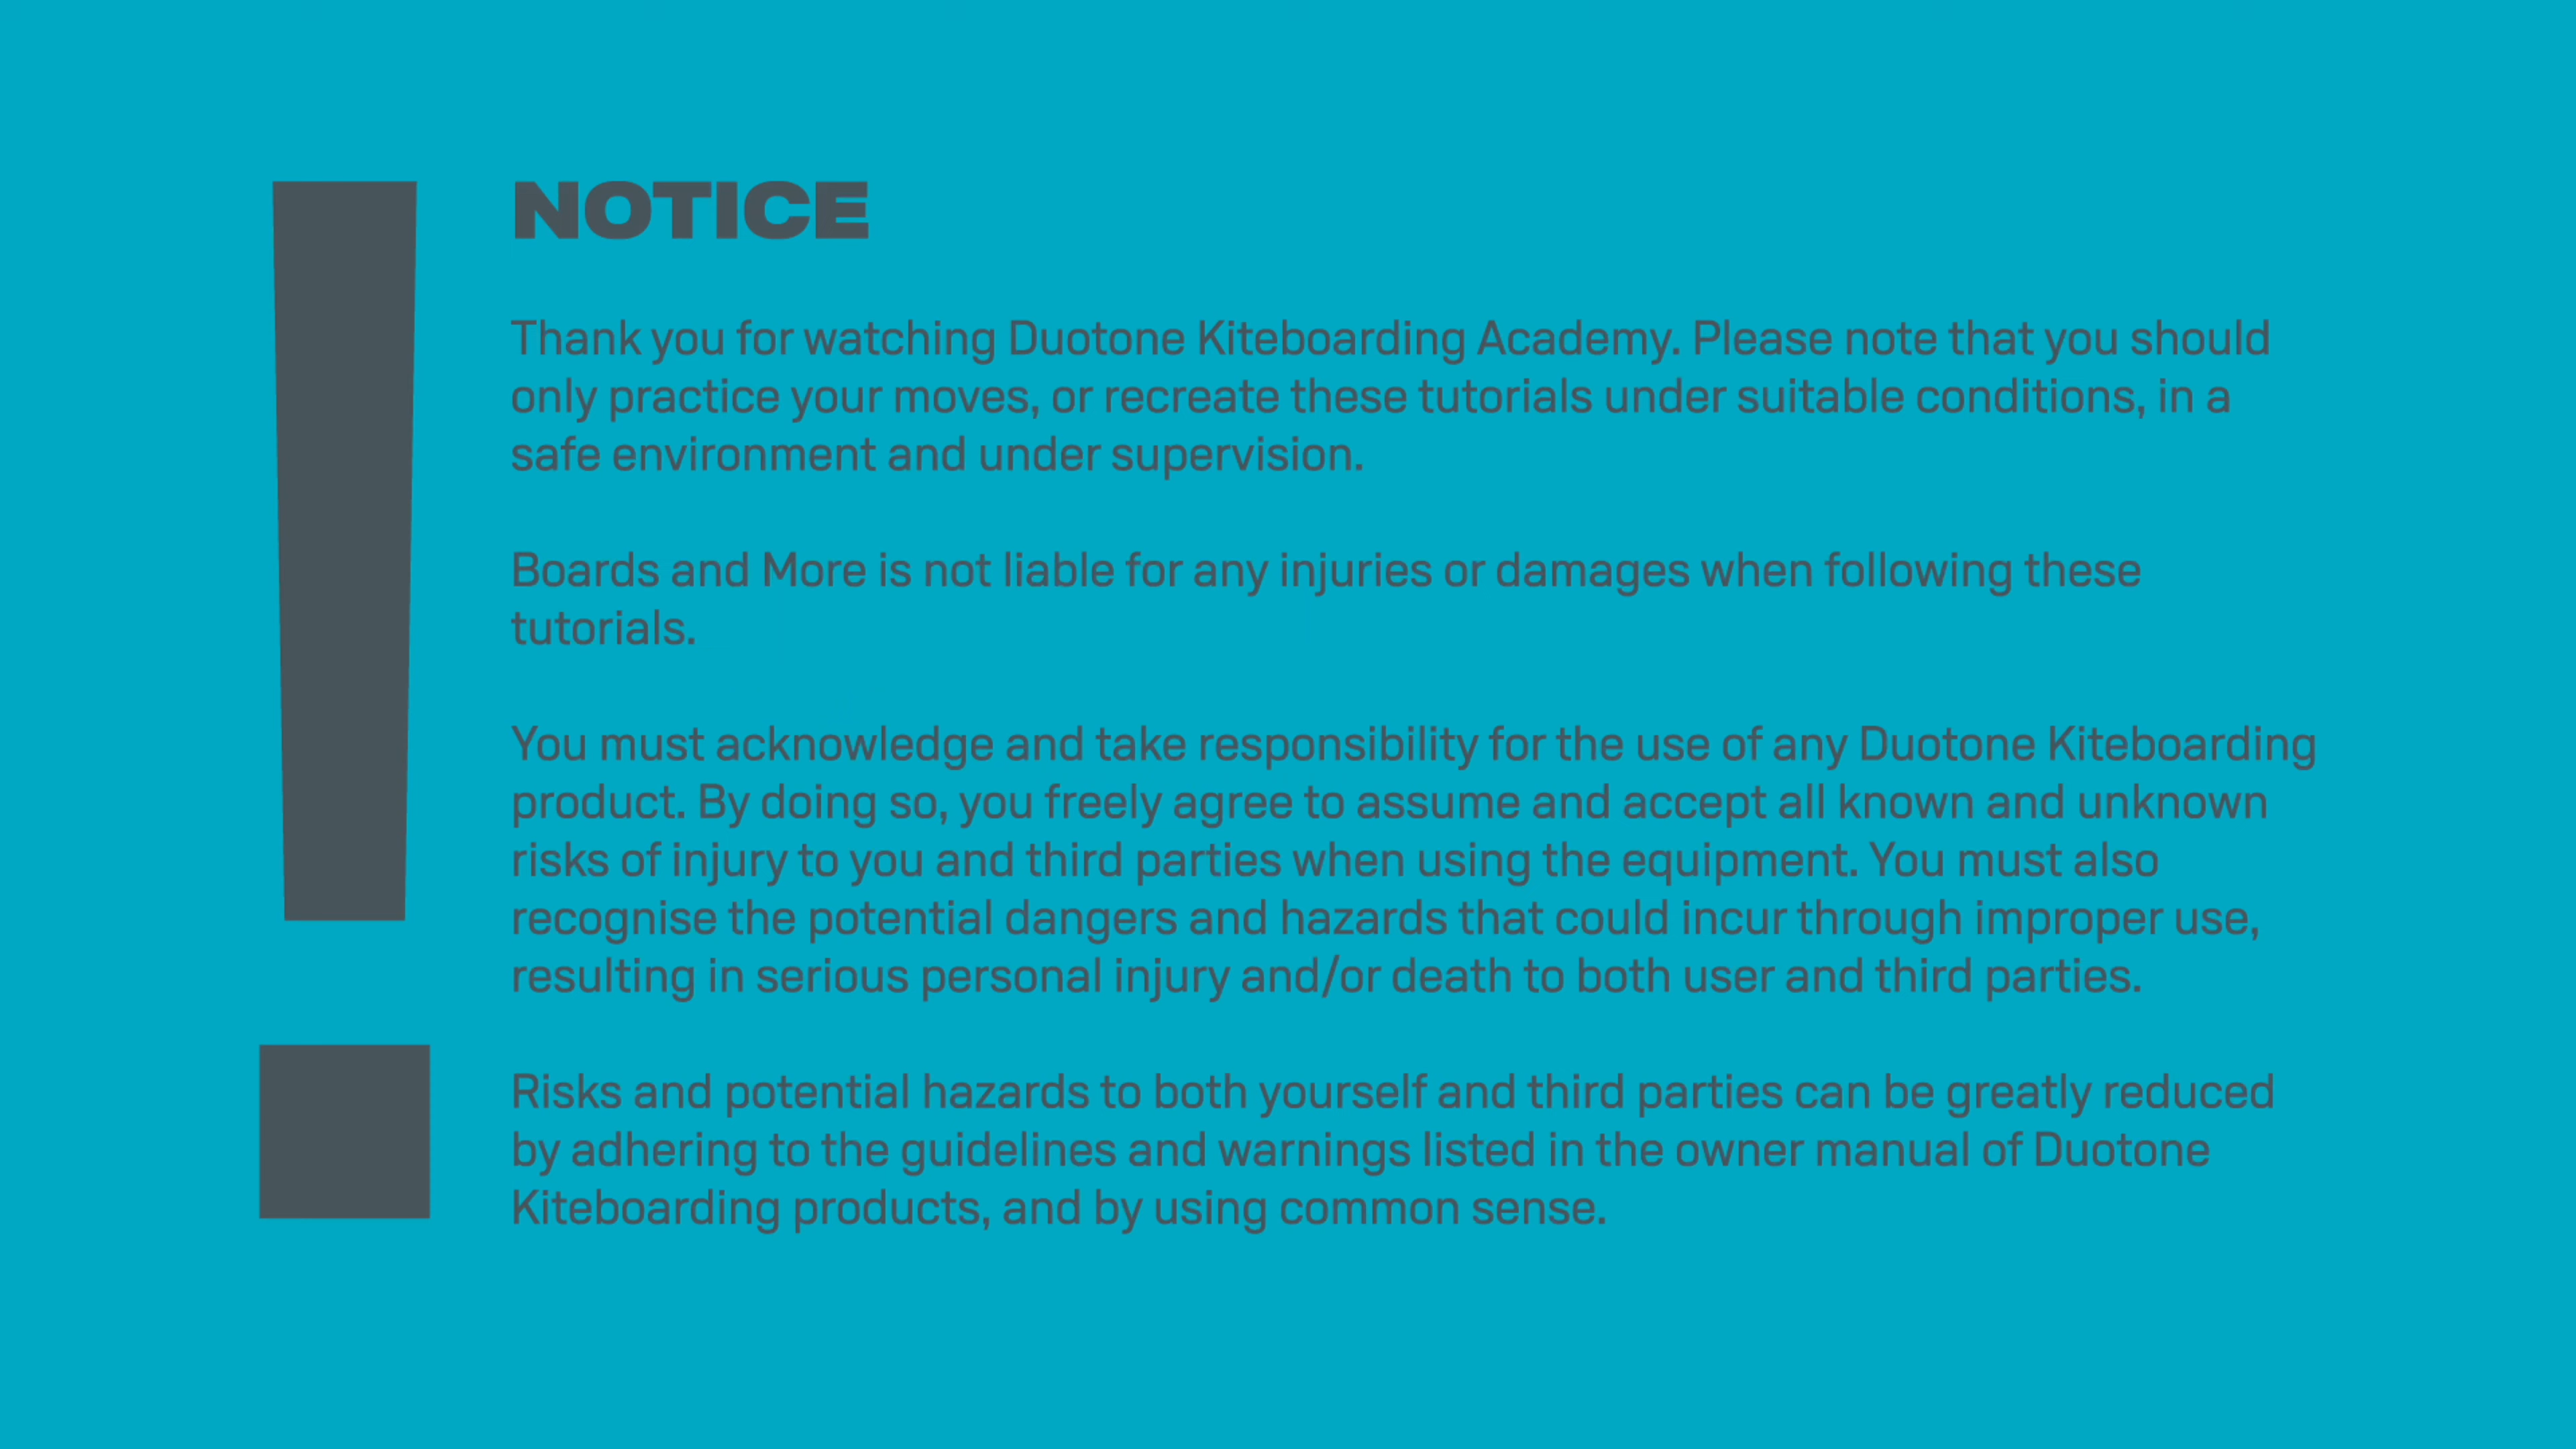 NOTICE
Thank you for watching Duotone Kiteboarding Academy. Please note that you should
only practice your moves, or recreate these tutorials under suitable conditions, in a
safe environment and under supervision.
Boards and More is not liable for any injuries or damages when following these
tutorials.
You must acknowledge and take responsibility for the use of any Duotone Kiteboarding
product. By doing so, you freely agree to assume and accept all known and unknown
risks of injury to you and third parties when using the equipment. You must also
recognise the potential dangers and hazards that could incur through improper use,
resulting in serious personal injury and/or death to both user and third parties.
Risks and potential hazards to both yourself and third parties can be greatly reduced
by adhering to the guidelines and warnings listed in the owner manual of Duotone
Kiteboarding products, and by using common sense.